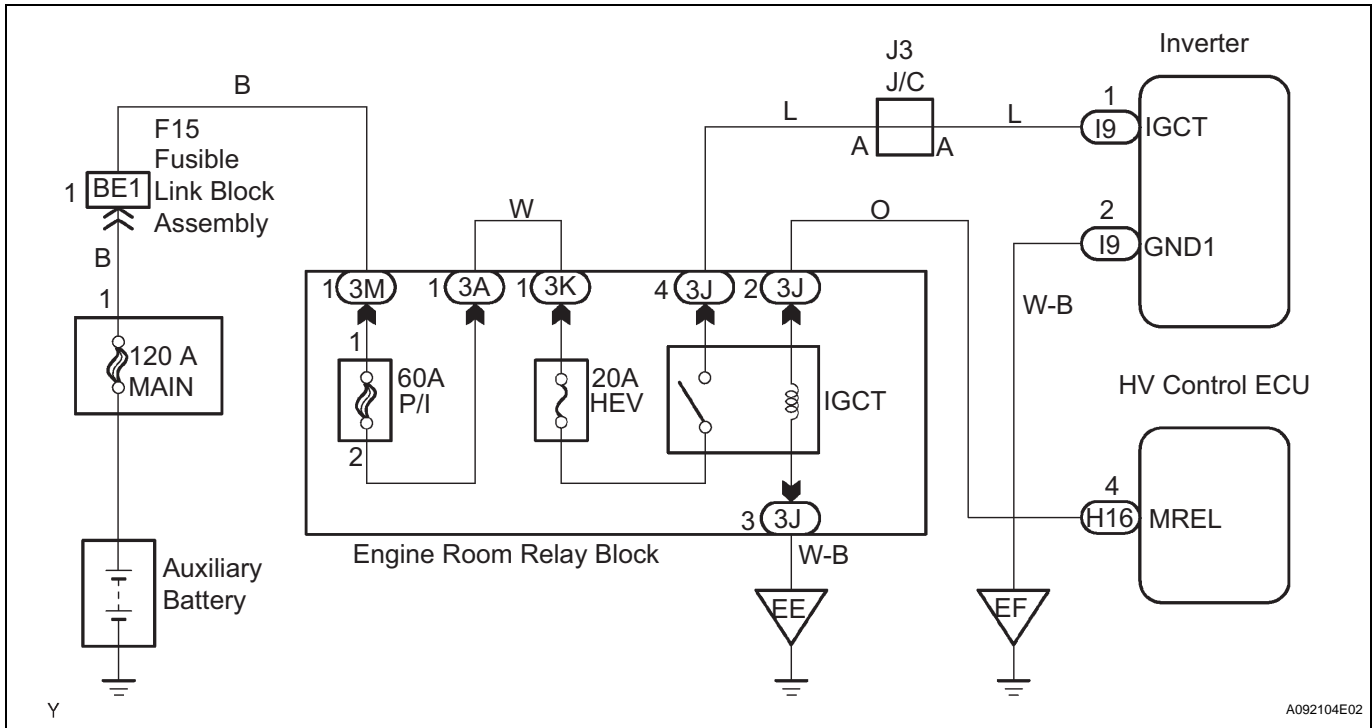 Inverter
J3
J/C
B
L
L
1
I9
IGCT
A
A
F15
Fusible
Link Block
Assembly
1
BE1
B
W
O
2
I9
GND1
1
3M
1
3A
1
3K
4
3J
2
3J
W-B
1
120 A
MAIN
1
60A
P/I
2
20A
HEV
IGCT
HV Control ECU
4
H16
MREL
3
3J
Engine Room Relay Block
W-B
Auxiliary
Battery
EE
EF
Y
A092104E02